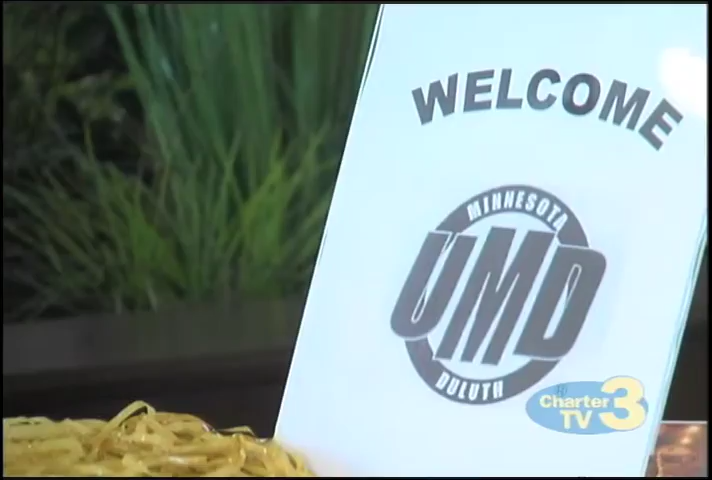 WELCOME
MINNESOTA
UMD
DULUTH
Charter
TV 3